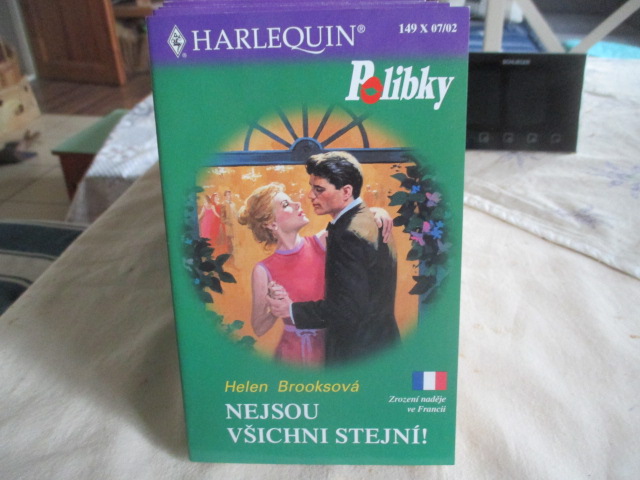 HARLEQUIN®
149 X 07/02
Polibky
Helen Brooksová
NEJSOU
VŠICHNI STEJNÍ!
Zrození naděje
ve Francii